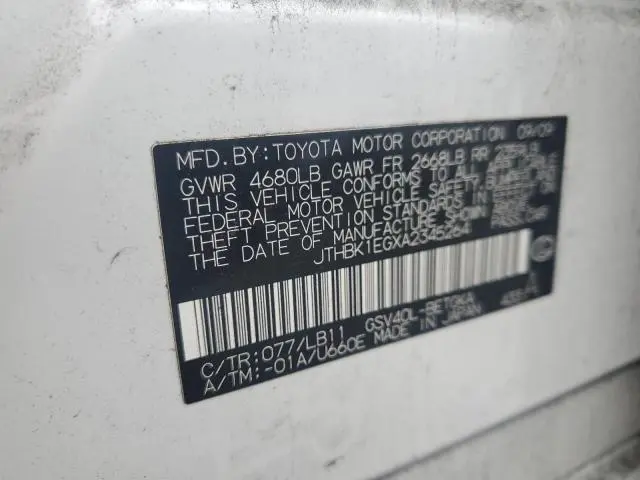 MFD. BY: TOYOTA MOTOR CORPORATION 09/09
GVWR 4680LB GAWR FR 2668LB RR
THIS VEHICLE CONFORMS TO ALL APPLICABLE
FEDERAL MOTOR VEHICLE SAFETY, BUMPER, AND
THEFT PREVENTION STANDARDS IN EFFECT ON
THE DATE OF MANUFACTURE SHOWN ABOVE.
JTHBK1EGXA2345264 PASS. CAR
C/TR: 077/LB11 GSV40L-BETGKA
A/TM: -01A/U660E MADE IN JAPAN